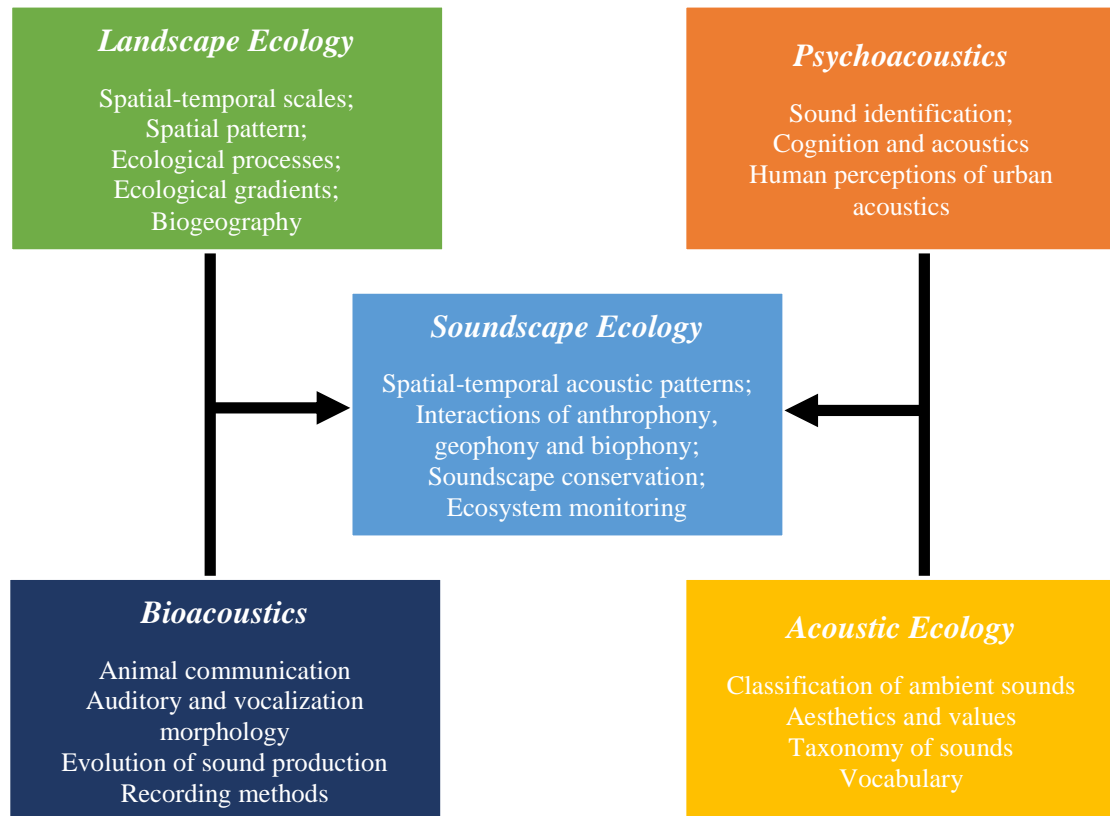 Landscape Ecology
Spatial-temporal scales;
Spatial pattern;
Ecological processes;
Ecological gradients;
Biogeography
Psychoacoustics
Sound identification;
Cognition and acoustics
Human perceptions of urban
acoustics
Soundscape Ecology
Spatial-temporal acoustic patterns;
Interactions of anthrophony,
geophony and biophony;
Soundscape conservation;
Ecosystem monitoring
Bioacoustics
Animal communication
Auditory and vocalization
morphology
Evolution of sound production
Recording methods
Acoustic Ecology
Classification of ambient sounds
Aesthetics and values
Taxonomy of sounds
Vocabulary